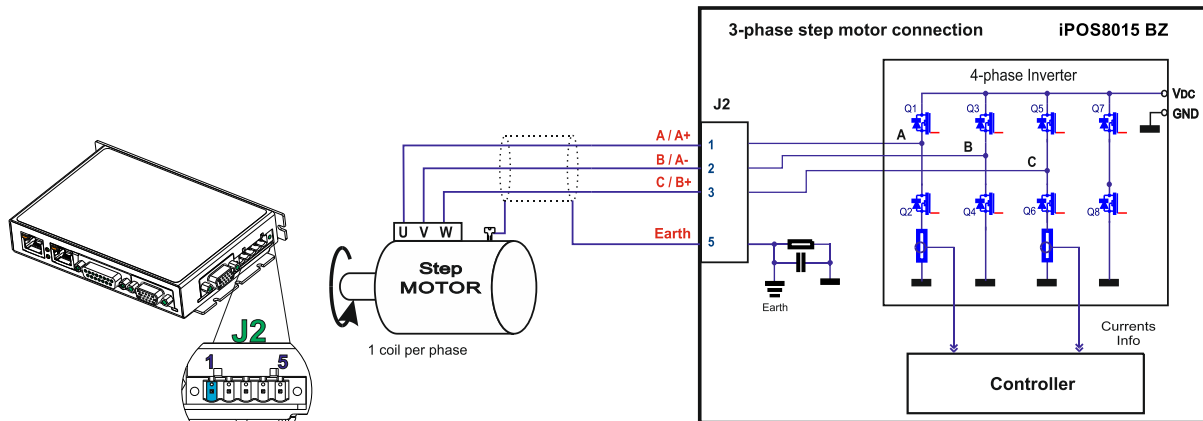 3-phase step motor connection
iPOS8015 BZ
4-phase Inverter
J2
Q1
Q3
Q5
Q7
VDC
GND
A / A+
1
A
B / A-
2
B
C / B+
3
C
Q2
Q4
Q6
Q8
U V W
Earth
5
Step
MOTOR
Earth
1 coil per phase
J2
1
5
Currents
Info
Controller